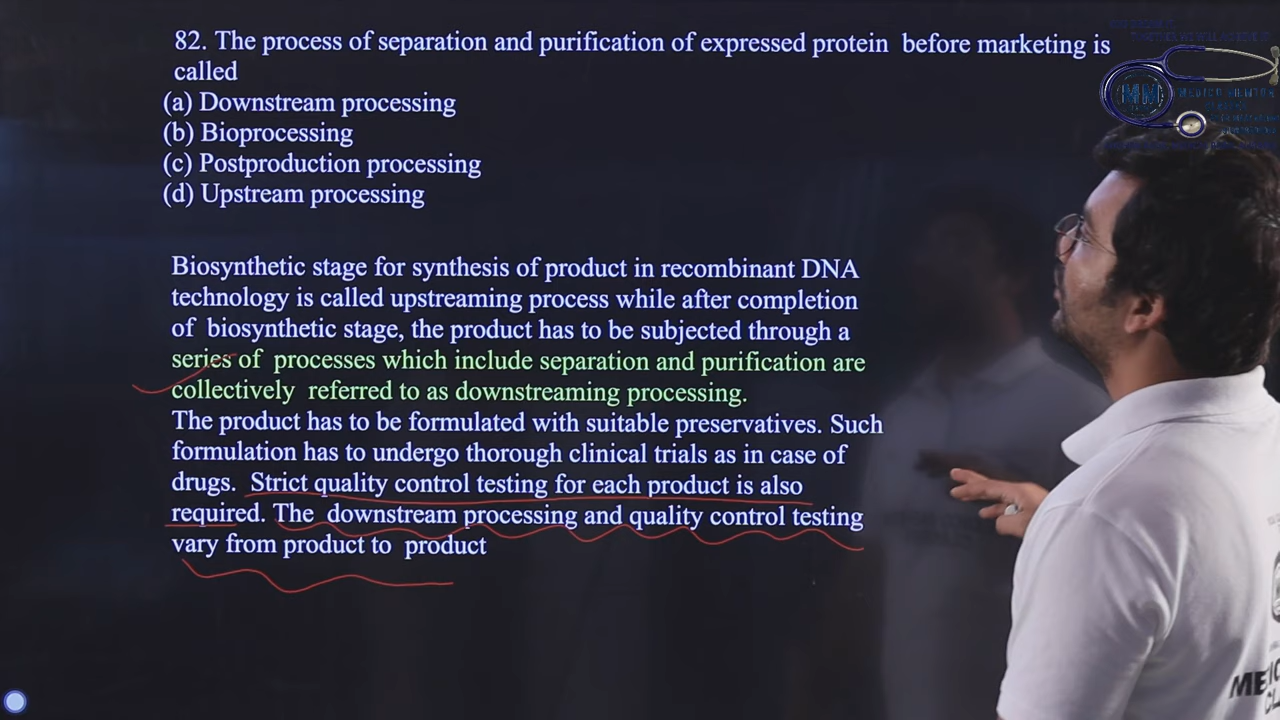 82. The process of separation and purification of expressed protein before marketing is
called
(a) Downstream processing
(b) Bioprocessing
(c) Postproduction processing
(d) Upstream processing
Biosynthetic stage for synthesis of product in recombinant DNA
technology is called upstreaming process while after completion
of biosynthetic stage, the product has to be subjected through a
series of processes which include separation and purification are
collectively referred to as downstreaming processing.
The product has to be formulated with suitable preservatives. Such
formulation has to undergo thorough clinical trials as in case of
drugs. Strict quality control testing for each product is also
required. The downstream processing and quality control testing
vary from product to product
MM